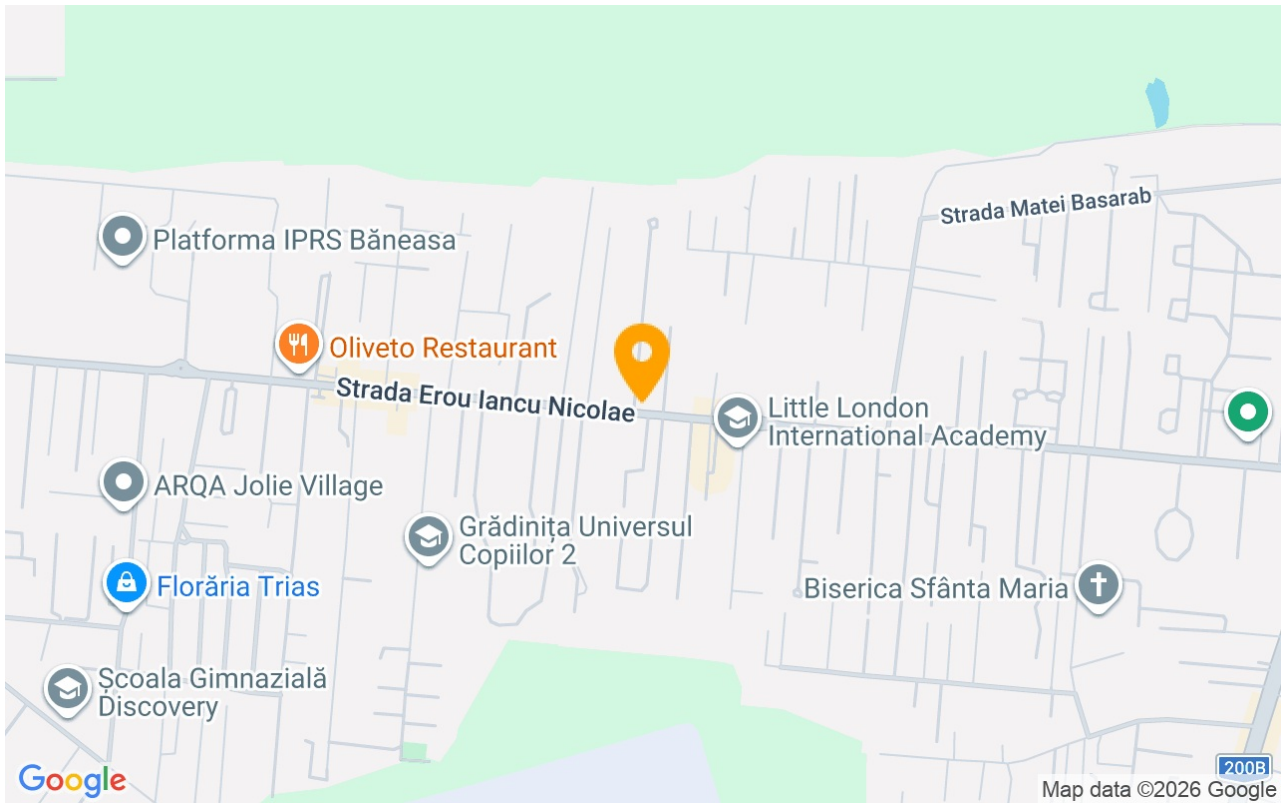 Strada Matei Basarab
Platforma IPRS Băneasa
Oliveto Restaurant
Strada Erou Iancu Nicolae
Little London
International Academy
ARQA Jolie Village
Grădinița Universul
Copiilor 2
Florăria Trias
Biserica Sfânta Maria
Școala Gimnazială
Discovery
200B
Google
Map data ©2026 Google